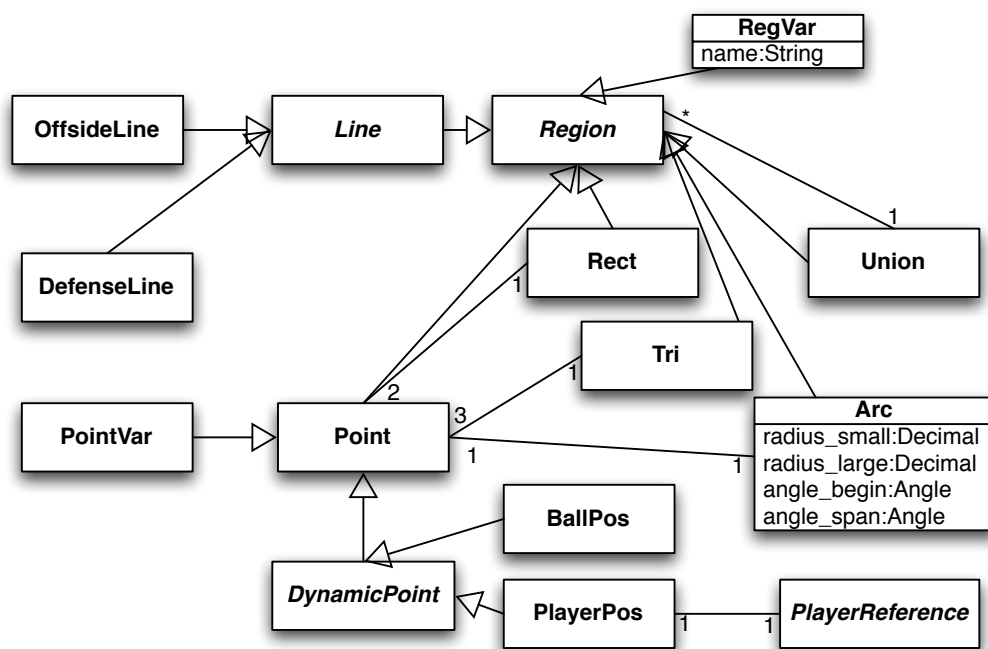 RegVar
name:String
OffsideLine
Line
Region
*
1
DefenseLine
Rect
1
Union
Tri
1
2
3
PointVar
Point
1
1
Arc
radius_small:Decimal
radius_large:Decimal
angle_begin:Angle
angle_span:Angle
BallPos
DynamicPoint
PlayerPos
1
1
PlayerReference